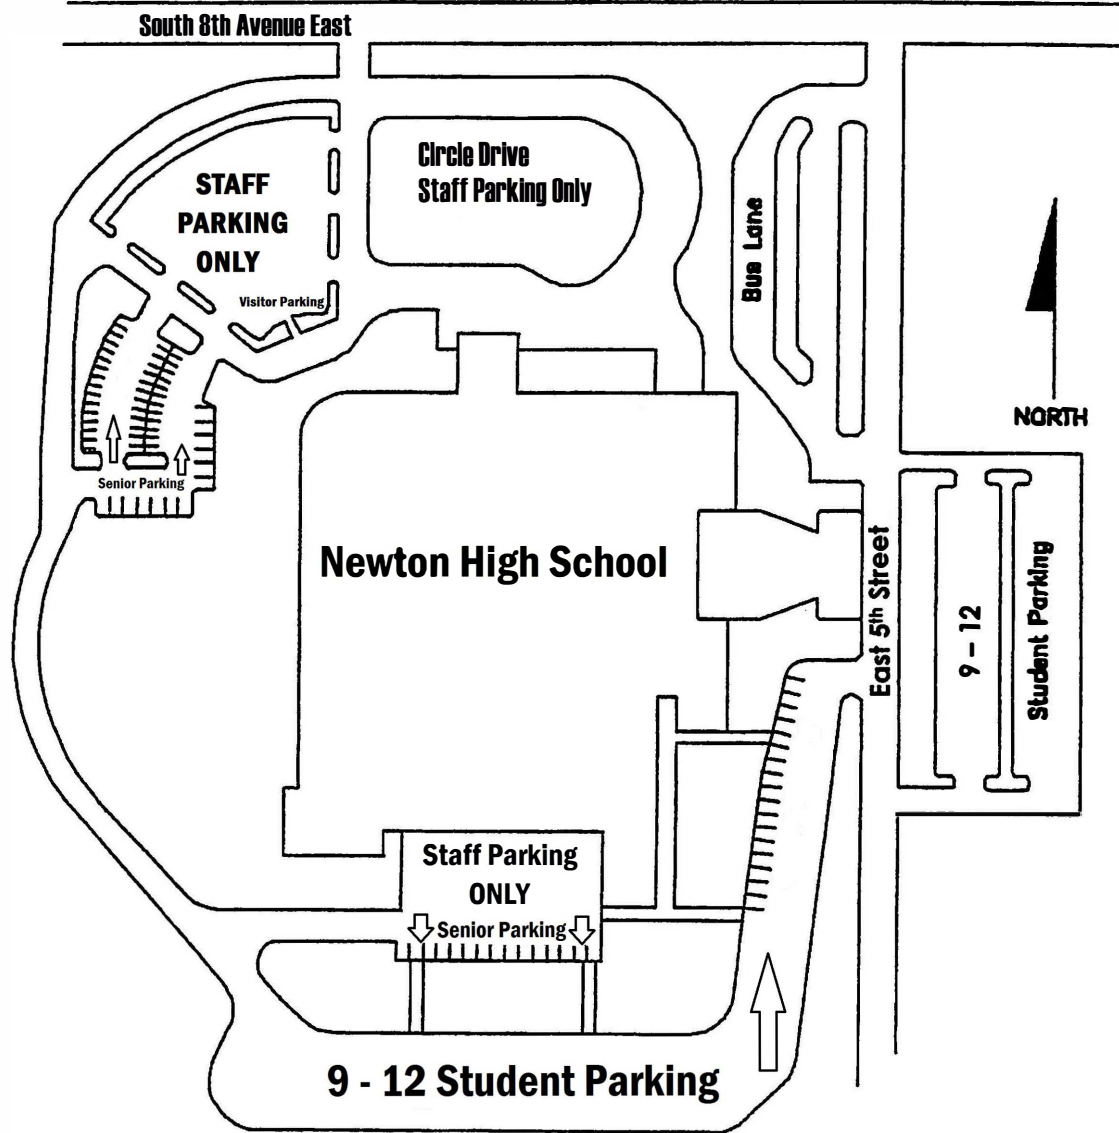 South 8th Avenue East
Circle Drive
Staff Parking Only
STAFF
PARKING
ONLY
Visitor Parking
Bus Lane
NORTH
Senior Parking
Newton High School
East 5th Street
9 - 12
Student Parking
Staff Parking
ONLY
Senior Parking
9 - 12 Student Parking